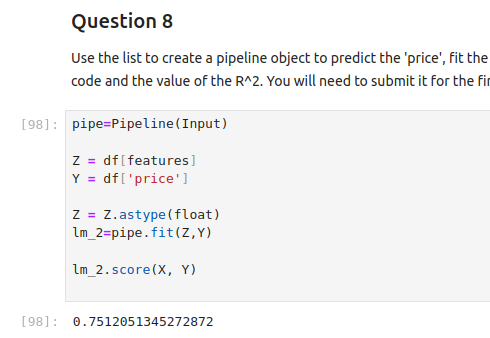 Question 8
Use the list to create a pipeline object to predict the 'price', fit the
code and the value of the R^2. You will need to submit it for the
[98]: pipe=Pipeline(Input)
Z = df[features]
Y = df['price']
Z = Z.astype(float)
lm_2=pipe.fit(Z,Y)
lm_2.score(X, Y)
[98]: 0.7512051345272872